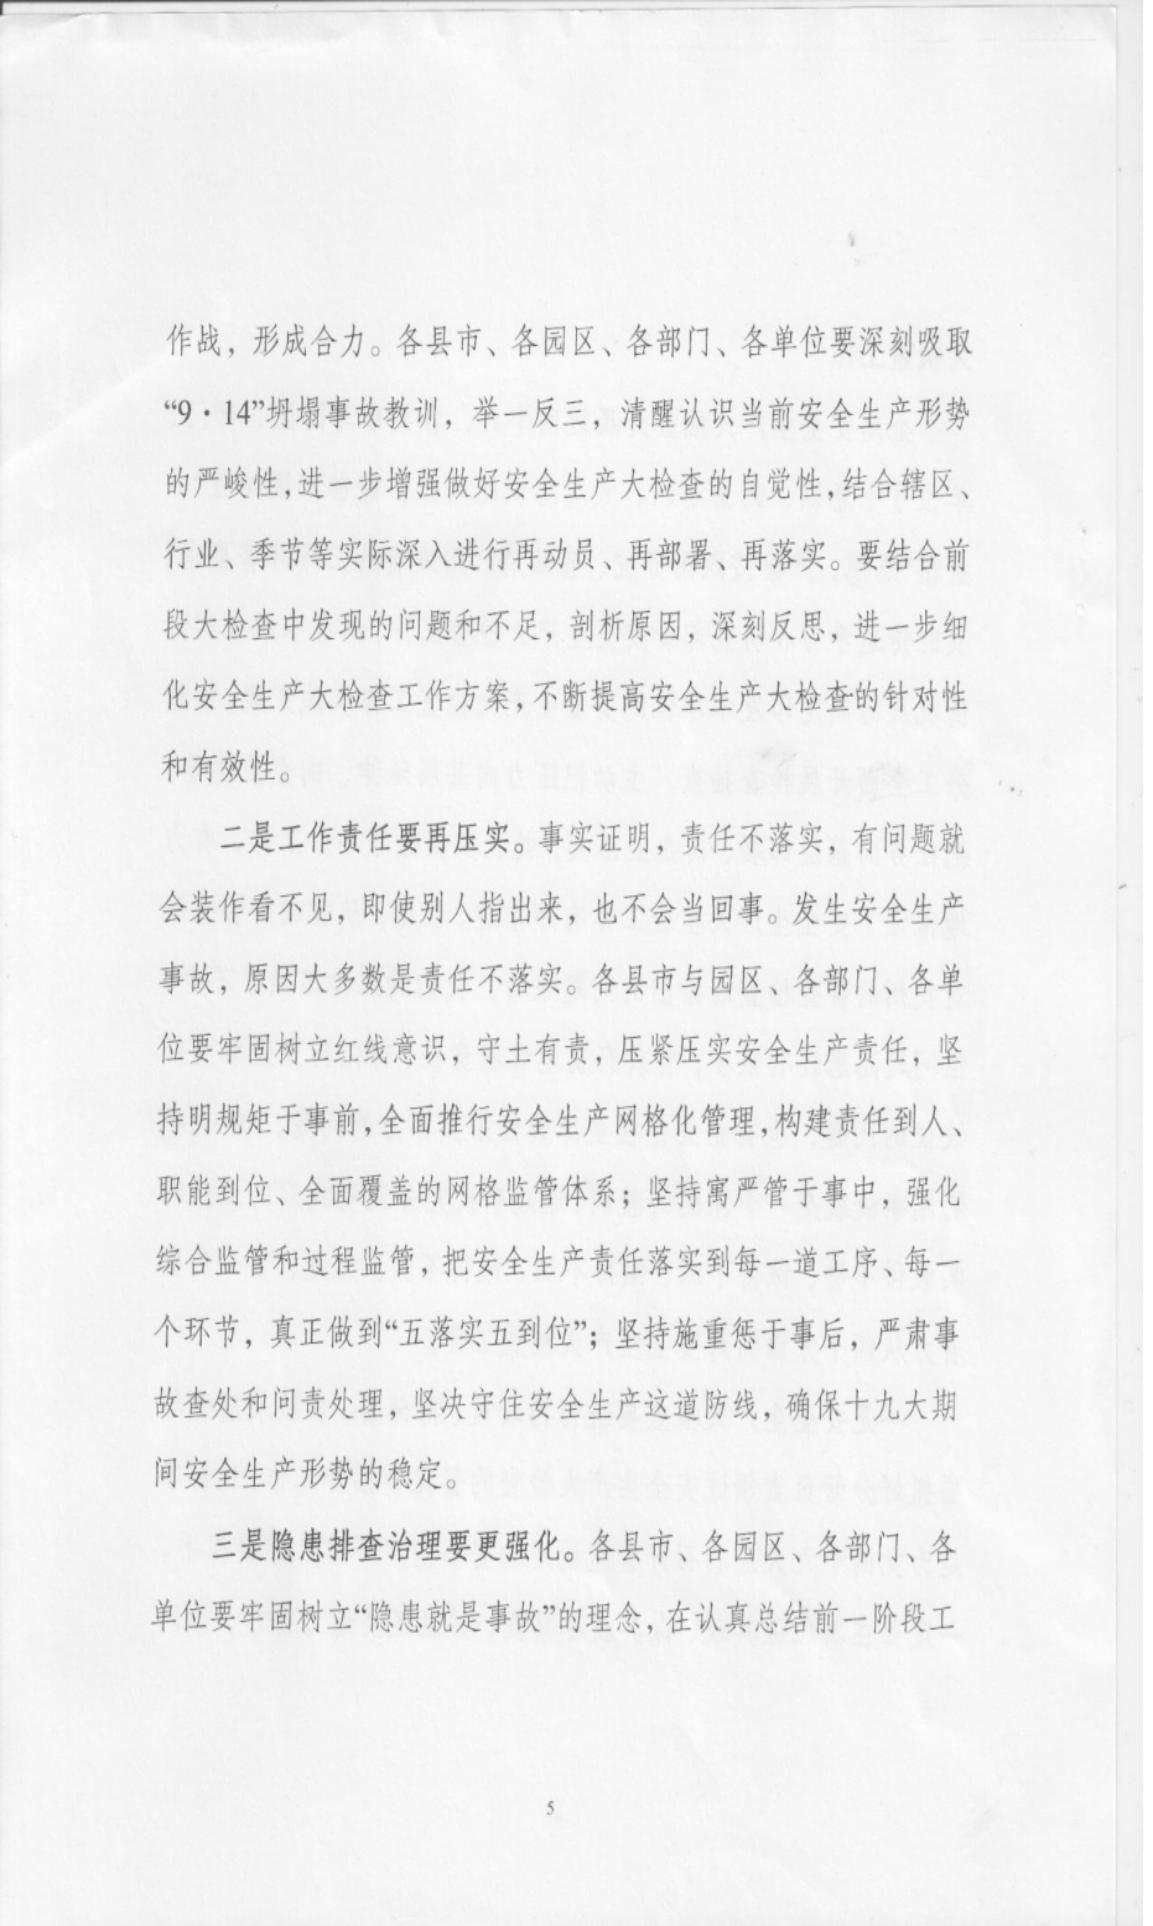 作战，形成合力。各县市、各园区、各部门、各单位要深刻吸取
“9·14”坍塌事故教训，举一反三，清醒认识当前安全生产形势
的严峻性，进一步增强做好安全生产大检查的自觉性，结合辖区、
行业、季节等实际深入进行再动员、再部署、再落实。要结合前
段大检查中发现的问题和不足，剖析原因，深刻反思，进一步细
化安全生产大检查工作方案，不断提高安全生产大检查的针对性
和有效性。
二是工作责任要再压实。事实证明，责任不落实，有问题就
会装作看不见，即使别人指出来，也不会当回事。发生安全生产
事故，原因大多数是责任不落实。各县市与园区、各部门、各单
位要牢固树立红线意识，守土有责，压紧压实安全生产责任，坚
持明规矩于事前，全面推行安全生产网格化管理，构建责任到人、
职能到位、全面覆盖的网格监管体系；坚持寓严管于事中，强化
综合监管和过程监管，把安全生产责任落实到每一道工序、每一
个环节，真正做到“五落实五到位”；坚持施重惩于事后，严肃事
故查处和问责处理，坚决守住安全生产这道防线，确保十九大期
间安全生产形势的稳定。
三是隐患排查治理要更强化。各县市、各园区、各部门、各
单位要牢固树立“隐患就是事故”的理念，在认真总结前一阶段工
5